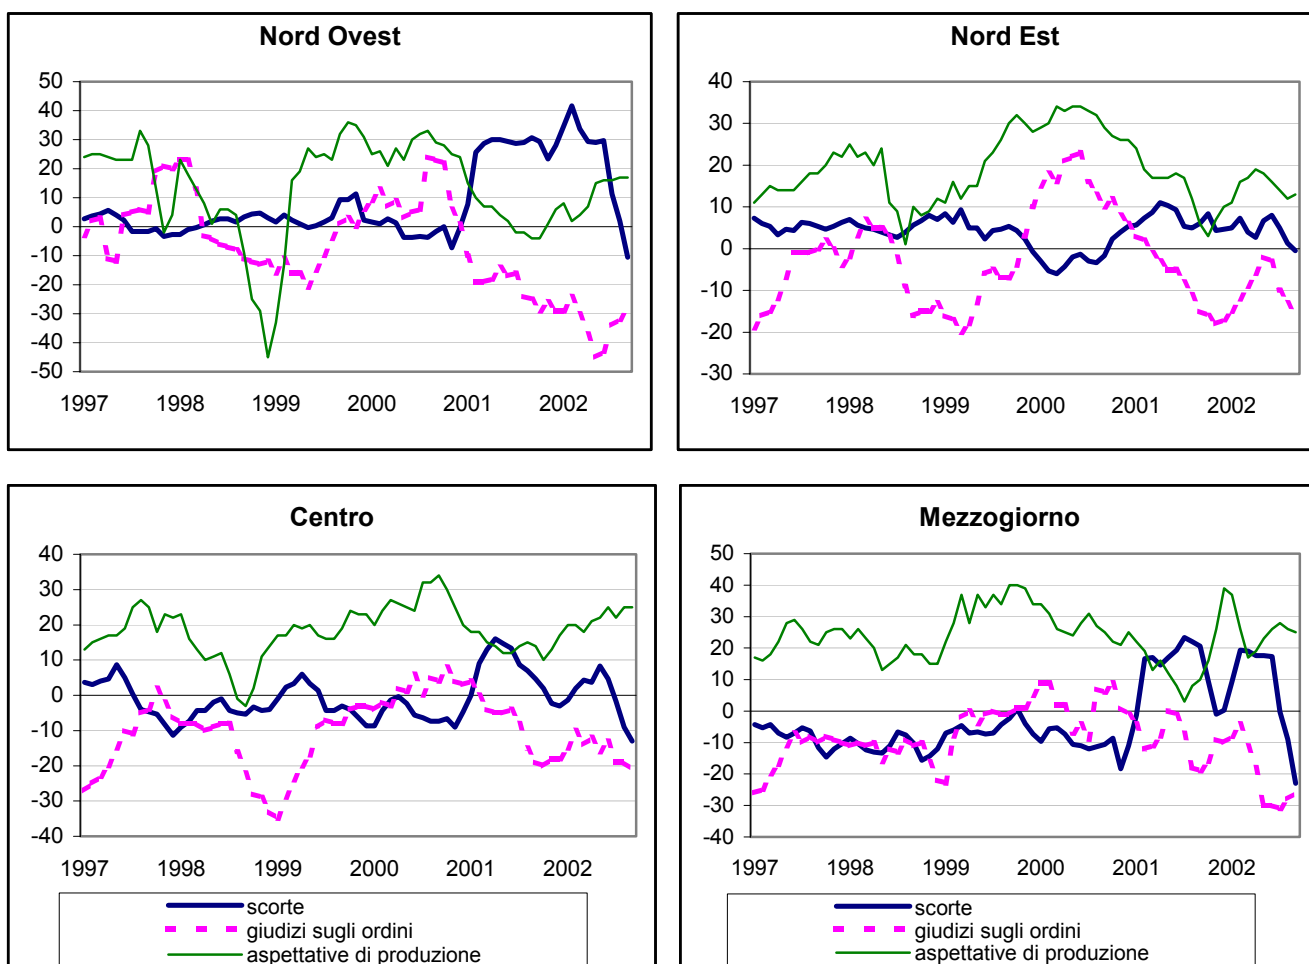 Nord Ovest
50
40
30
20
10
0
-10
-20
-30
-40
-50
1997 1998 1999 2000 2001 2002
Nord Est
40
30
20
10
0
-10
-20
-30
1997 1998 1999 2000 2001 2002
Centro
40
30
20
10
0
-10
-20
-30
-40
1997 1998 1999 2000 2001 2002
scorte
giudizi sugli ordini
aspettative di produzione
Mezzogiorno
50
40
30
20
10
0
-10
-20
-30
-40
1997 1998 1999 2000 2001 2002
scorte
giudizi sugli ordini
aspettative di produzione